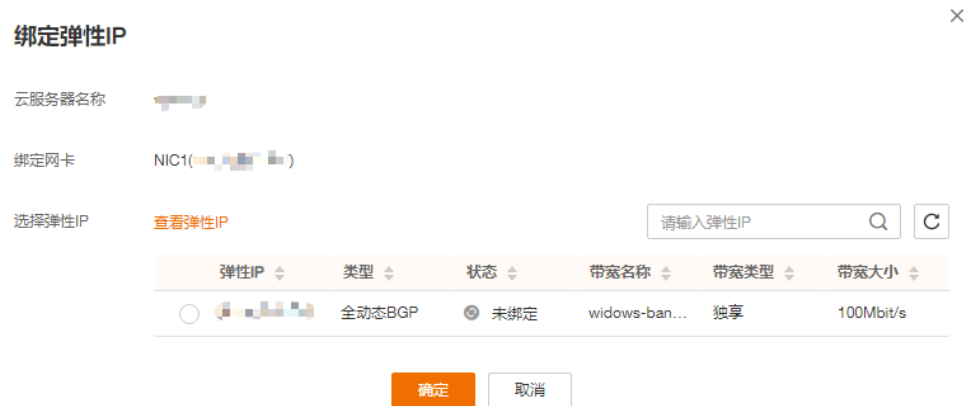 绑定弹性IP
云服务器名称
绑定网卡 NIC1( )
选择弹性IP 查看弹性IP 请输入弹性IP
弹性IP 类型 状态 带宽名称 带宽类型 带宽大小
全动态BGP 未绑定 widows-ban... 独享 100Mbit/s
确定 取消